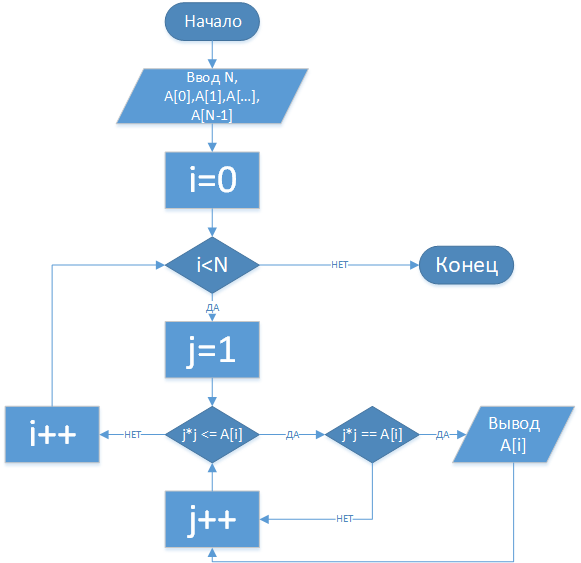 Начало
Ввод N,
A[0],A[1],A[...],
A[N-1]
i=0
i<N
НЕТ
Конец
ДА
j=1
i++
НЕТ
j*j <= A[i]
ДА
j*j == A[i]
ДА
Вывод
A[i]
j++
НЕТ